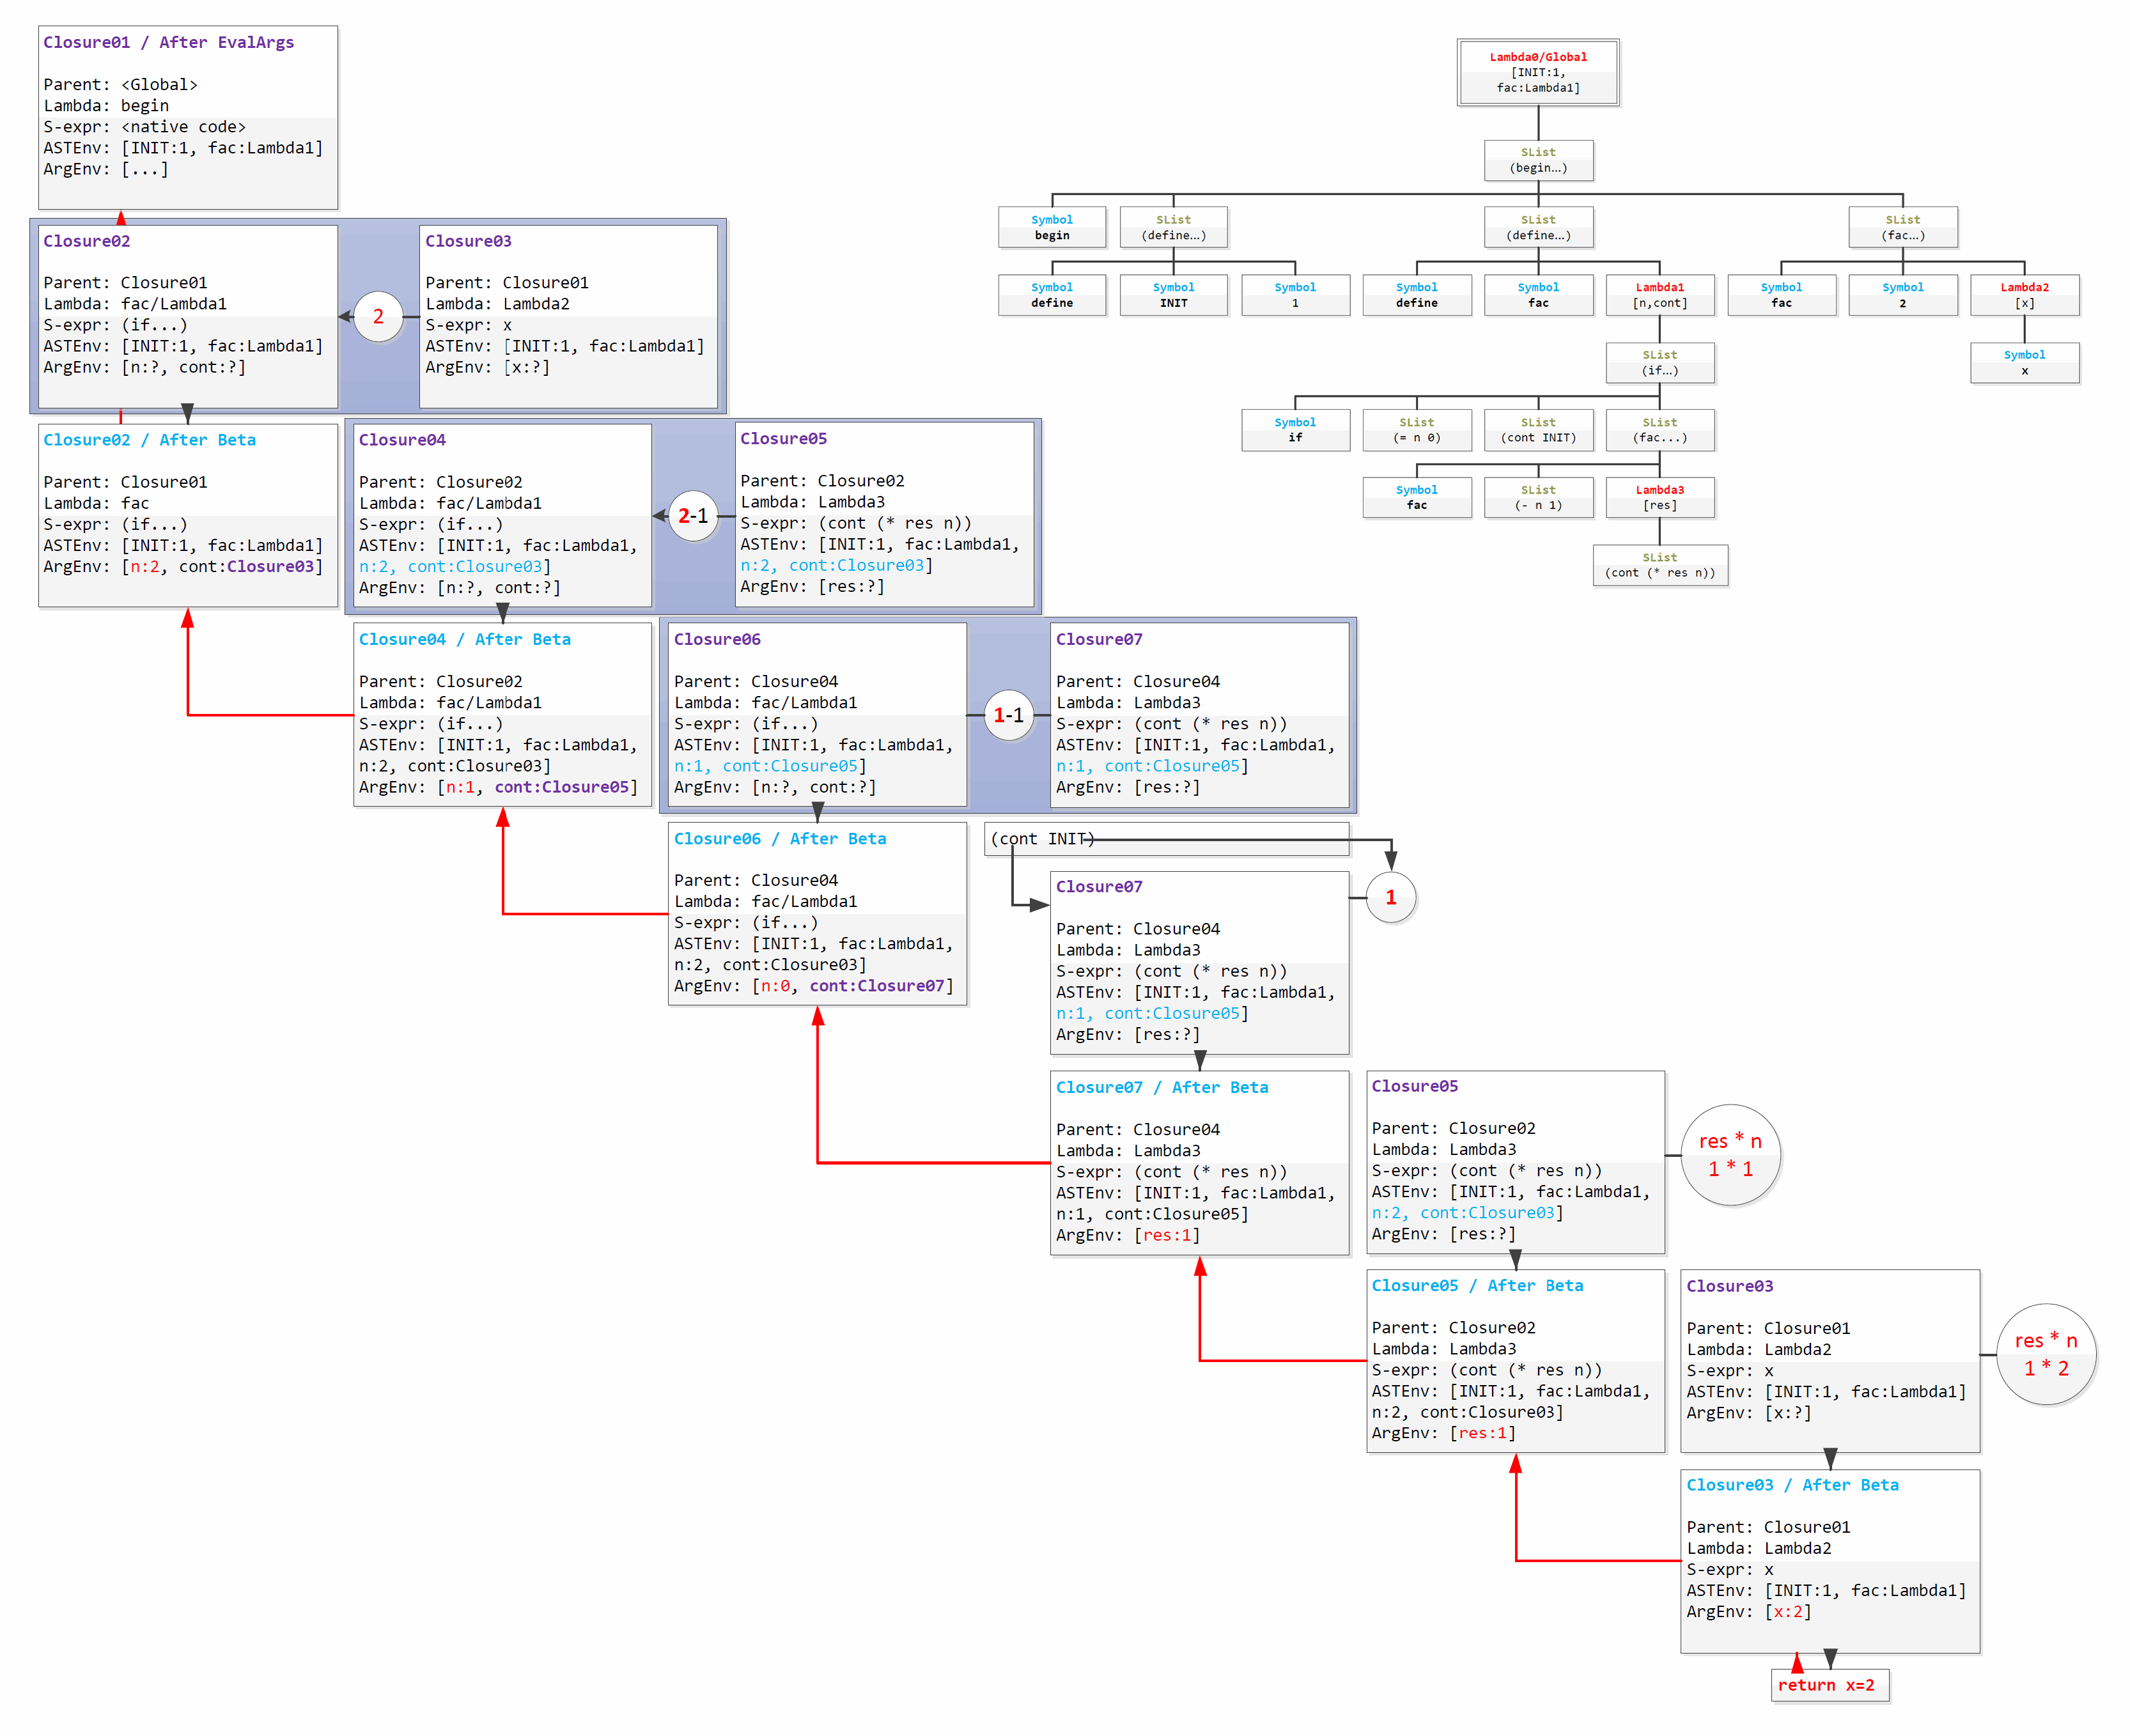 Closure01 / After EvalArgs
Parent: <Global>
Lambda: begin
S-expr: <native code>
ASTEnv: [INIT:1, fac:Lambda1]
ArgEnv: [...]
Lambda0/Global
[INIT:1,
fac:Lambda1]
SList
(begin...)
Symbol
begin
SList
(define...)
SList
(define...)
SList
(fac...)
Symbol
define
Symbol
INIT
Symbol
1
Symbol
define
Symbol
fac
Lambda1
[n,cont]
Symbol
fac
Symbol
2
Lambda2
[x]
SList
(if...)
Symbol
x
Symbol
if
SList
(= n 0)
SList
(cont INIT)
SList
(fac...)
Symbol
fac
SList
(- n 1)
Lambda3
[res]
SList
(cont (* res n))
Closure02
Parent: Closure01
Lambda: fac/Lambda1
S-expr: (if...)
ASTEnv: [INIT:1, fac:Lambda1]
ArgEnv: [n:?, cont:?]
2
Closure03
Parent: Closure01
Lambda: Lambda2
S-expr: x
ASTEnv: [INIT:1, fac:Lambda1]
ArgEnv: [x:?]
Closure02 / After Beta
Parent: Closure01
Lambda: fac
S-expr: (if...)
ASTEnv: [INIT:1, fac:Lambda1]
ArgEnv: [n:2, cont:Closure03]
Closure04
Parent: Closure02
Lambda: fac/Lambda1
S-expr: (if...)
ASTEnv: [INIT:1, fac:Lambda1,
n:2, cont:Closure03]
ArgEnv: [n:?, cont:?]
2-1
Closure05
Parent: Closure02
Lambda: Lambda3
S-expr: (cont (* res n))
ASTEnv: [INIT:1, fac:Lambda1,
n:2, cont:Closure03]
ArgEnv: [res:?]
Closure04 / After Beta
Parent: Closure02
Lambda: fac/Lambda1
S-expr: (if...)
ASTEnv: [INIT:1, fac:Lambda1,
n:2, cont:Closure03]
ArgEnv: [n:1, cont:Closure05]
Closure06
Parent: Closure04
Lambda: fac/Lambda1
S-expr: (if...)
ASTEnv: [INIT:1, fac:Lambda1,
n:1, cont:Closure05]
ArgEnv: [n:?, cont:?]
1-1
Closure07
Parent: Closure04
Lambda: Lambda3
S-expr: (cont (* res n))
ASTEnv: [INIT:1, fac:Lambda1,
n:1, cont:Closure05]
ArgEnv: [res:?]
Closure06 / After Beta
Parent: Closure04
Lambda: fac/Lambda1
S-expr: (if...)
ASTEnv: [INIT:1, fac:Lambda1,
n:2, cont:Closure03]
ArgEnv: [n:0, cont:Closure07]
(cont INIT)
1
Closure07
Parent: Closure04
Lambda: Lambda3
S-expr: (cont (* res n))
ASTEnv: [INIT:1, fac:Lambda1,
n:1, cont:Closure05]
ArgEnv: [res:?]
Closure07 / After Beta
Parent: Closure04
Lambda: Lambda3
S-expr: (cont (* res n))
ASTEnv: [INIT:1, fac:Lambda1,
n:1, cont:Closure05]
ArgEnv: [res:1]
Closure05
Parent: Closure02
Lambda: Lambda3
S-expr: (cont (* res n))
ASTEnv: [INIT:1, fac:Lambda1,
n:2, cont:Closure03]
ArgEnv: [res:?]
res * n
1 * 1
Closure05 / After Beta
Parent: Closure02
Lambda: Lambda3
S-expr: (cont (* res n))
ASTEnv: [INIT:1, fac:Lambda1,
n:2, cont:Closure03]
ArgEnv: [res:1]
Closure03
Parent: Closure01
Lambda: Lambda2
S-expr: x
ASTEnv: [INIT:1, fac:Lambda1]
ArgEnv: [x:?]
res * n
1 * 2
Closure03 / After Beta
Parent: Closure01
Lambda: Lambda2
S-expr: x
ASTEnv: [INIT:1, fac:Lambda1]
ArgEnv: [x:2]
return x=2